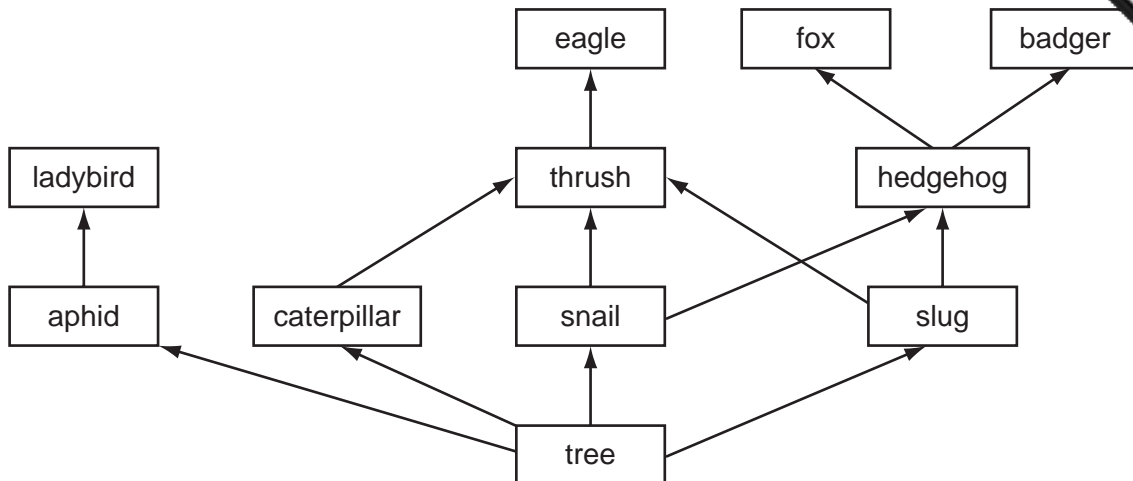 eagle fox badger
ladybird thrush hedgehog
aphid caterpillar snail slug
tree